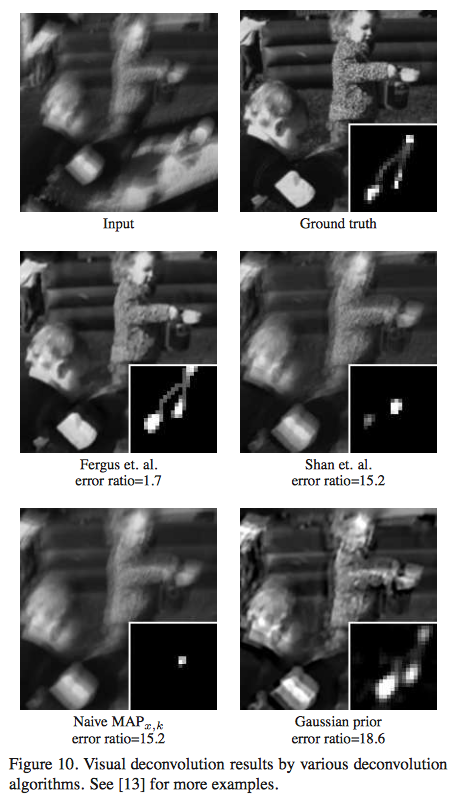 Input
Ground truth
Fergus et. al.
error ratio=1.7
Shan et. al.
error ratio=15.2
Naive MAPx,k
error ratio=15.2
Gaussian prior
error ratio=18.6
Figure 10. Visual deconvolution results by various deconvolution
algorithms. See [13] for more examples.